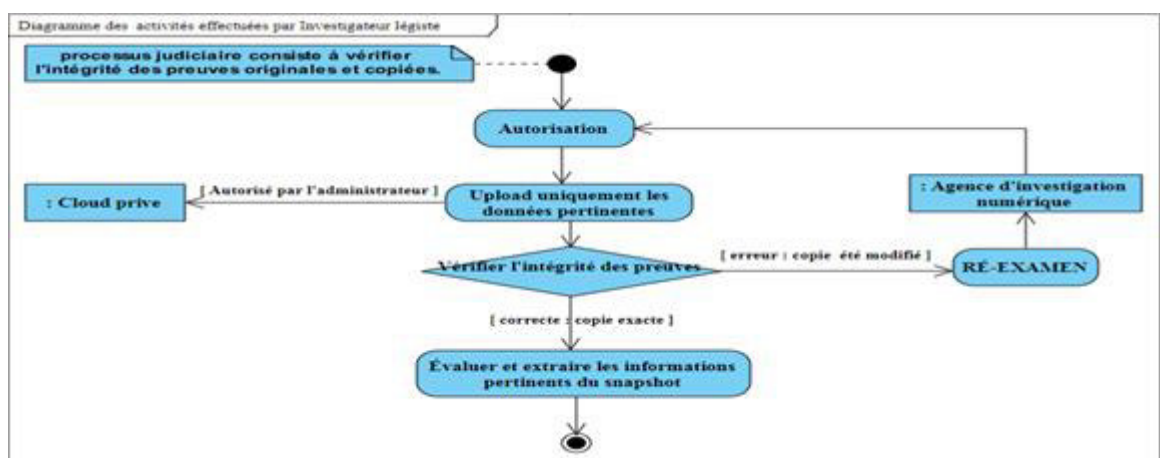 Diagramme des activités effectuées par Investigateur légiste
processus judiciaire consiste à vérifier
l'intégrité des preuves originales et copiées.
Autorisation
[ Autorisé par l'administrateur ]
: Cloud prive
Upload uniquement les
données pertinentes
: Agence d'investigation
numérique
Vérifier l'intégrité des preuves
[ erreur : copie été modifié ]
RÉ-EXAMEN
[ correcte : copie exacte ]
Évaluer et extraire les informations
pertinents du snapshot